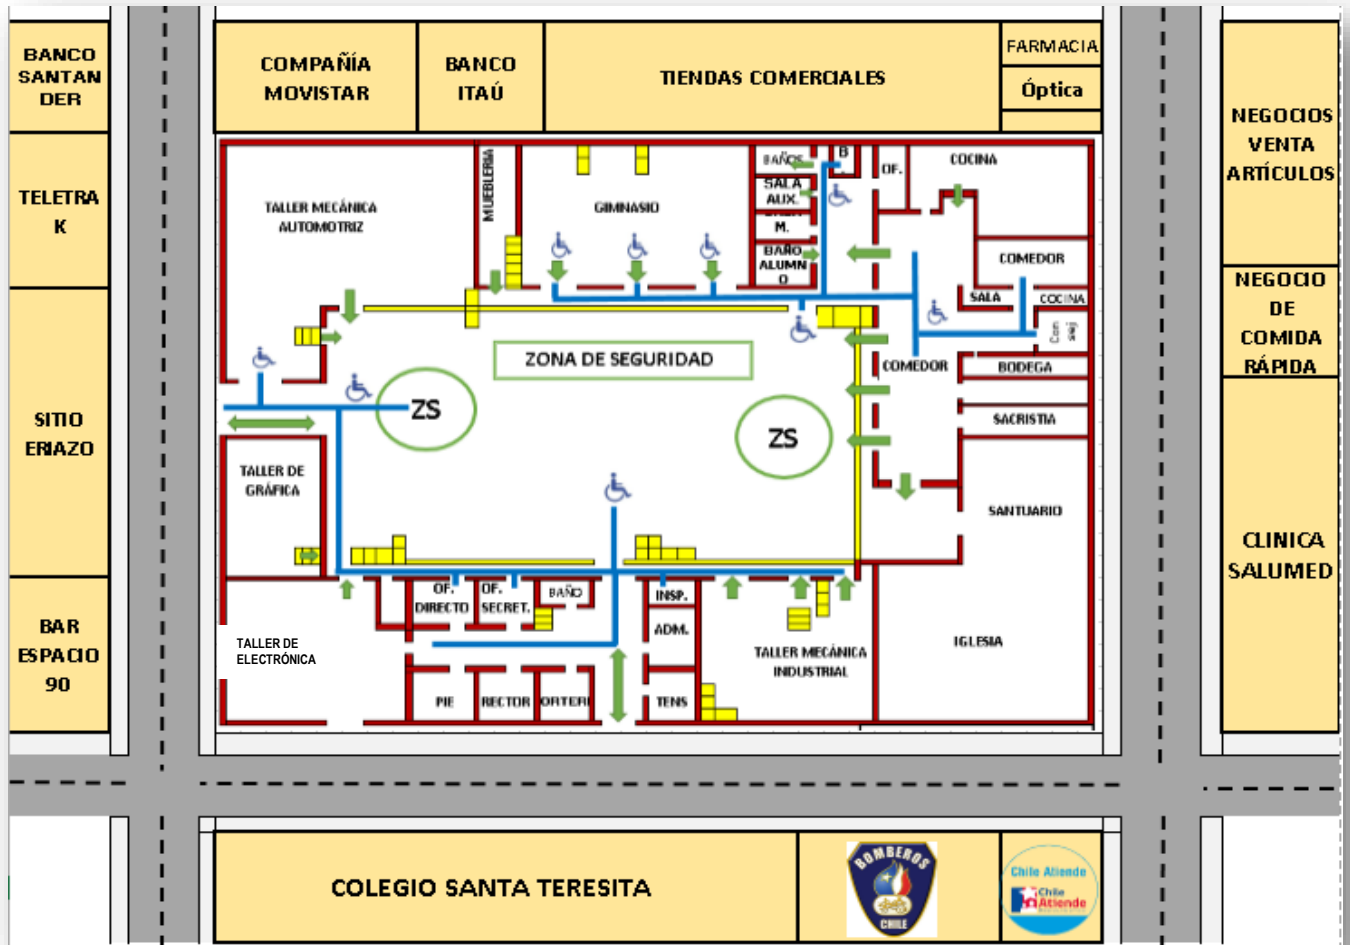 BANCO
SANTAN
DER
COMPAÑÍA
MOVISTAR
BANCO
ITAÚ
TIENDAS COMERCIALES
FARMACIA
Óptica
NEGOCIOS
VENTA
ARTÍCULOS
TELETRA
K
NEGOCIO
DE
COMIDA
RÁPIDA
SITIO
ERIAZO
CLINICA
SALUMED
BAR
ESPACIO
90
TALLER MECÁNICA
AUTOMOTRIZ
MUEBLERIA
GIMNASIO
BAÑOS
SALA
AUX.
M.
BAÑO
ALUMN
O
B
OF.
COCINA
COMEDOR
SALA
COCINA
Con
sej
COMEDOR
BODEGA
SACRISTIA
SANTUARIO
ZONA DE SEGURIDAD
ZS
ZS
TALLER DE
GRÁFICA
OF.
DIRECTO
OF.
SECRET.
BAÑO
INSP.
ADM.
TALLER DE
ELECTRÓNICA
TALLER MECÁNICA
INDUSTRIAL
IGLESIA
PIE
RECTOR
ORTERI
TENS
COLEGIO SANTA TERESITA
BOMBEROS
CHILE
Chile Atiende
Chile
Atiende